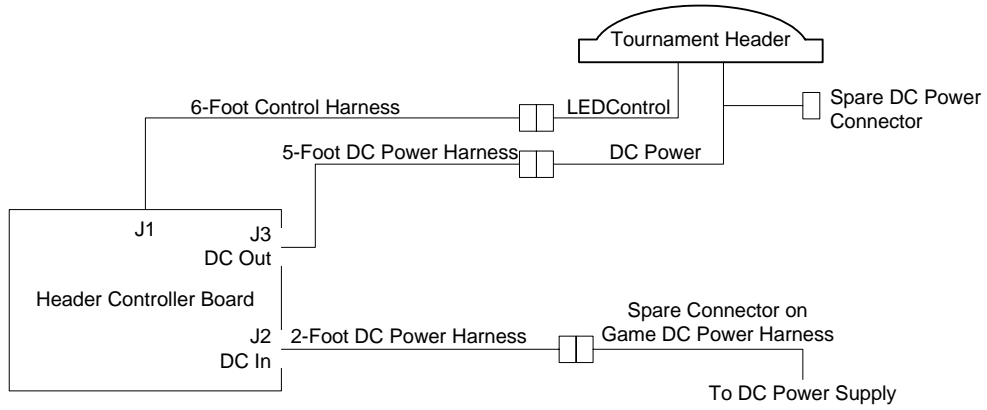 Tournament Header
6-Foot Control Harness
LEDControl
Spare DC Power
Connector
5-Foot DC Power Harness
DC Power
J1
J3
DC Out
Header Controller Board
J2
DC In
2-Foot DC Power Harness
Spare Connector on
Game DC Power Harness
To DC Power Supply